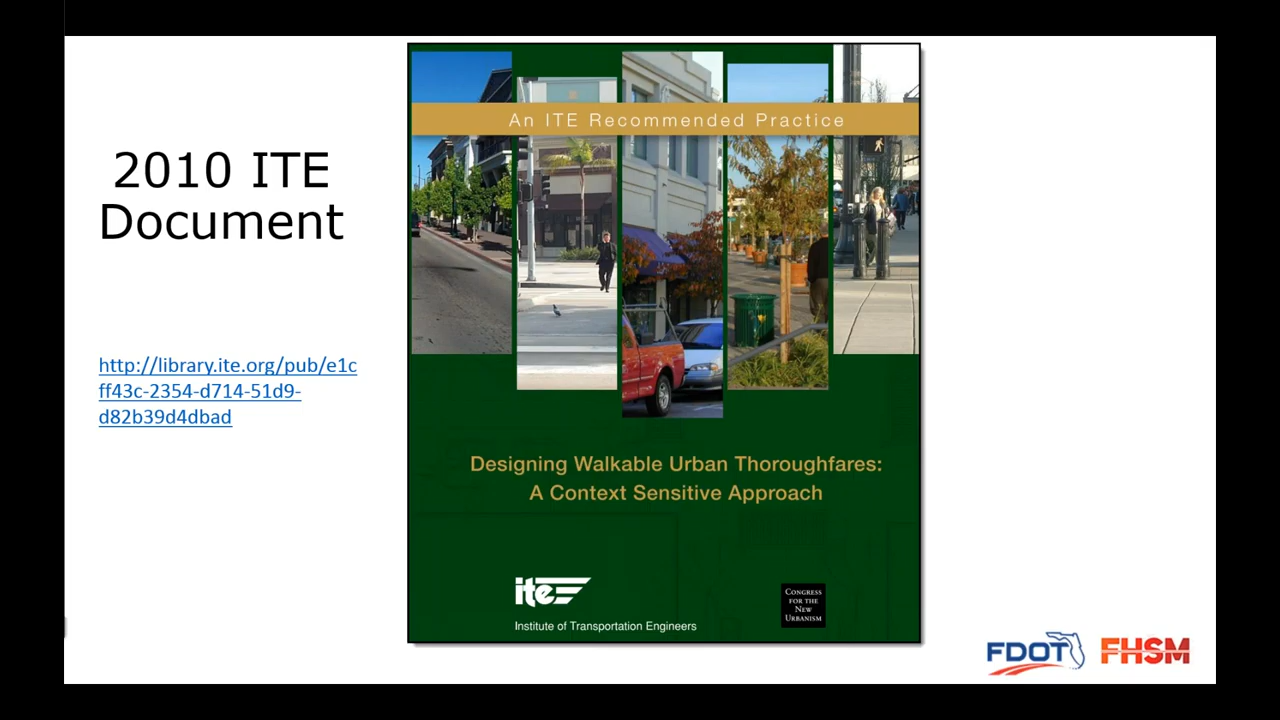 2010 ITE
Document
http://library.ite.org/pub/e1c
ff43c-2354-d714-51d9-
d82b39d4dbad
An ITE Recommended Practice
Designing Walkable Urban Thoroughfares:
A Context Sensitive Approach
ite
Institute of Transportation Engineers
CONGRESS
FOR THE
NEW
URBANISM
FDOT
FHSM